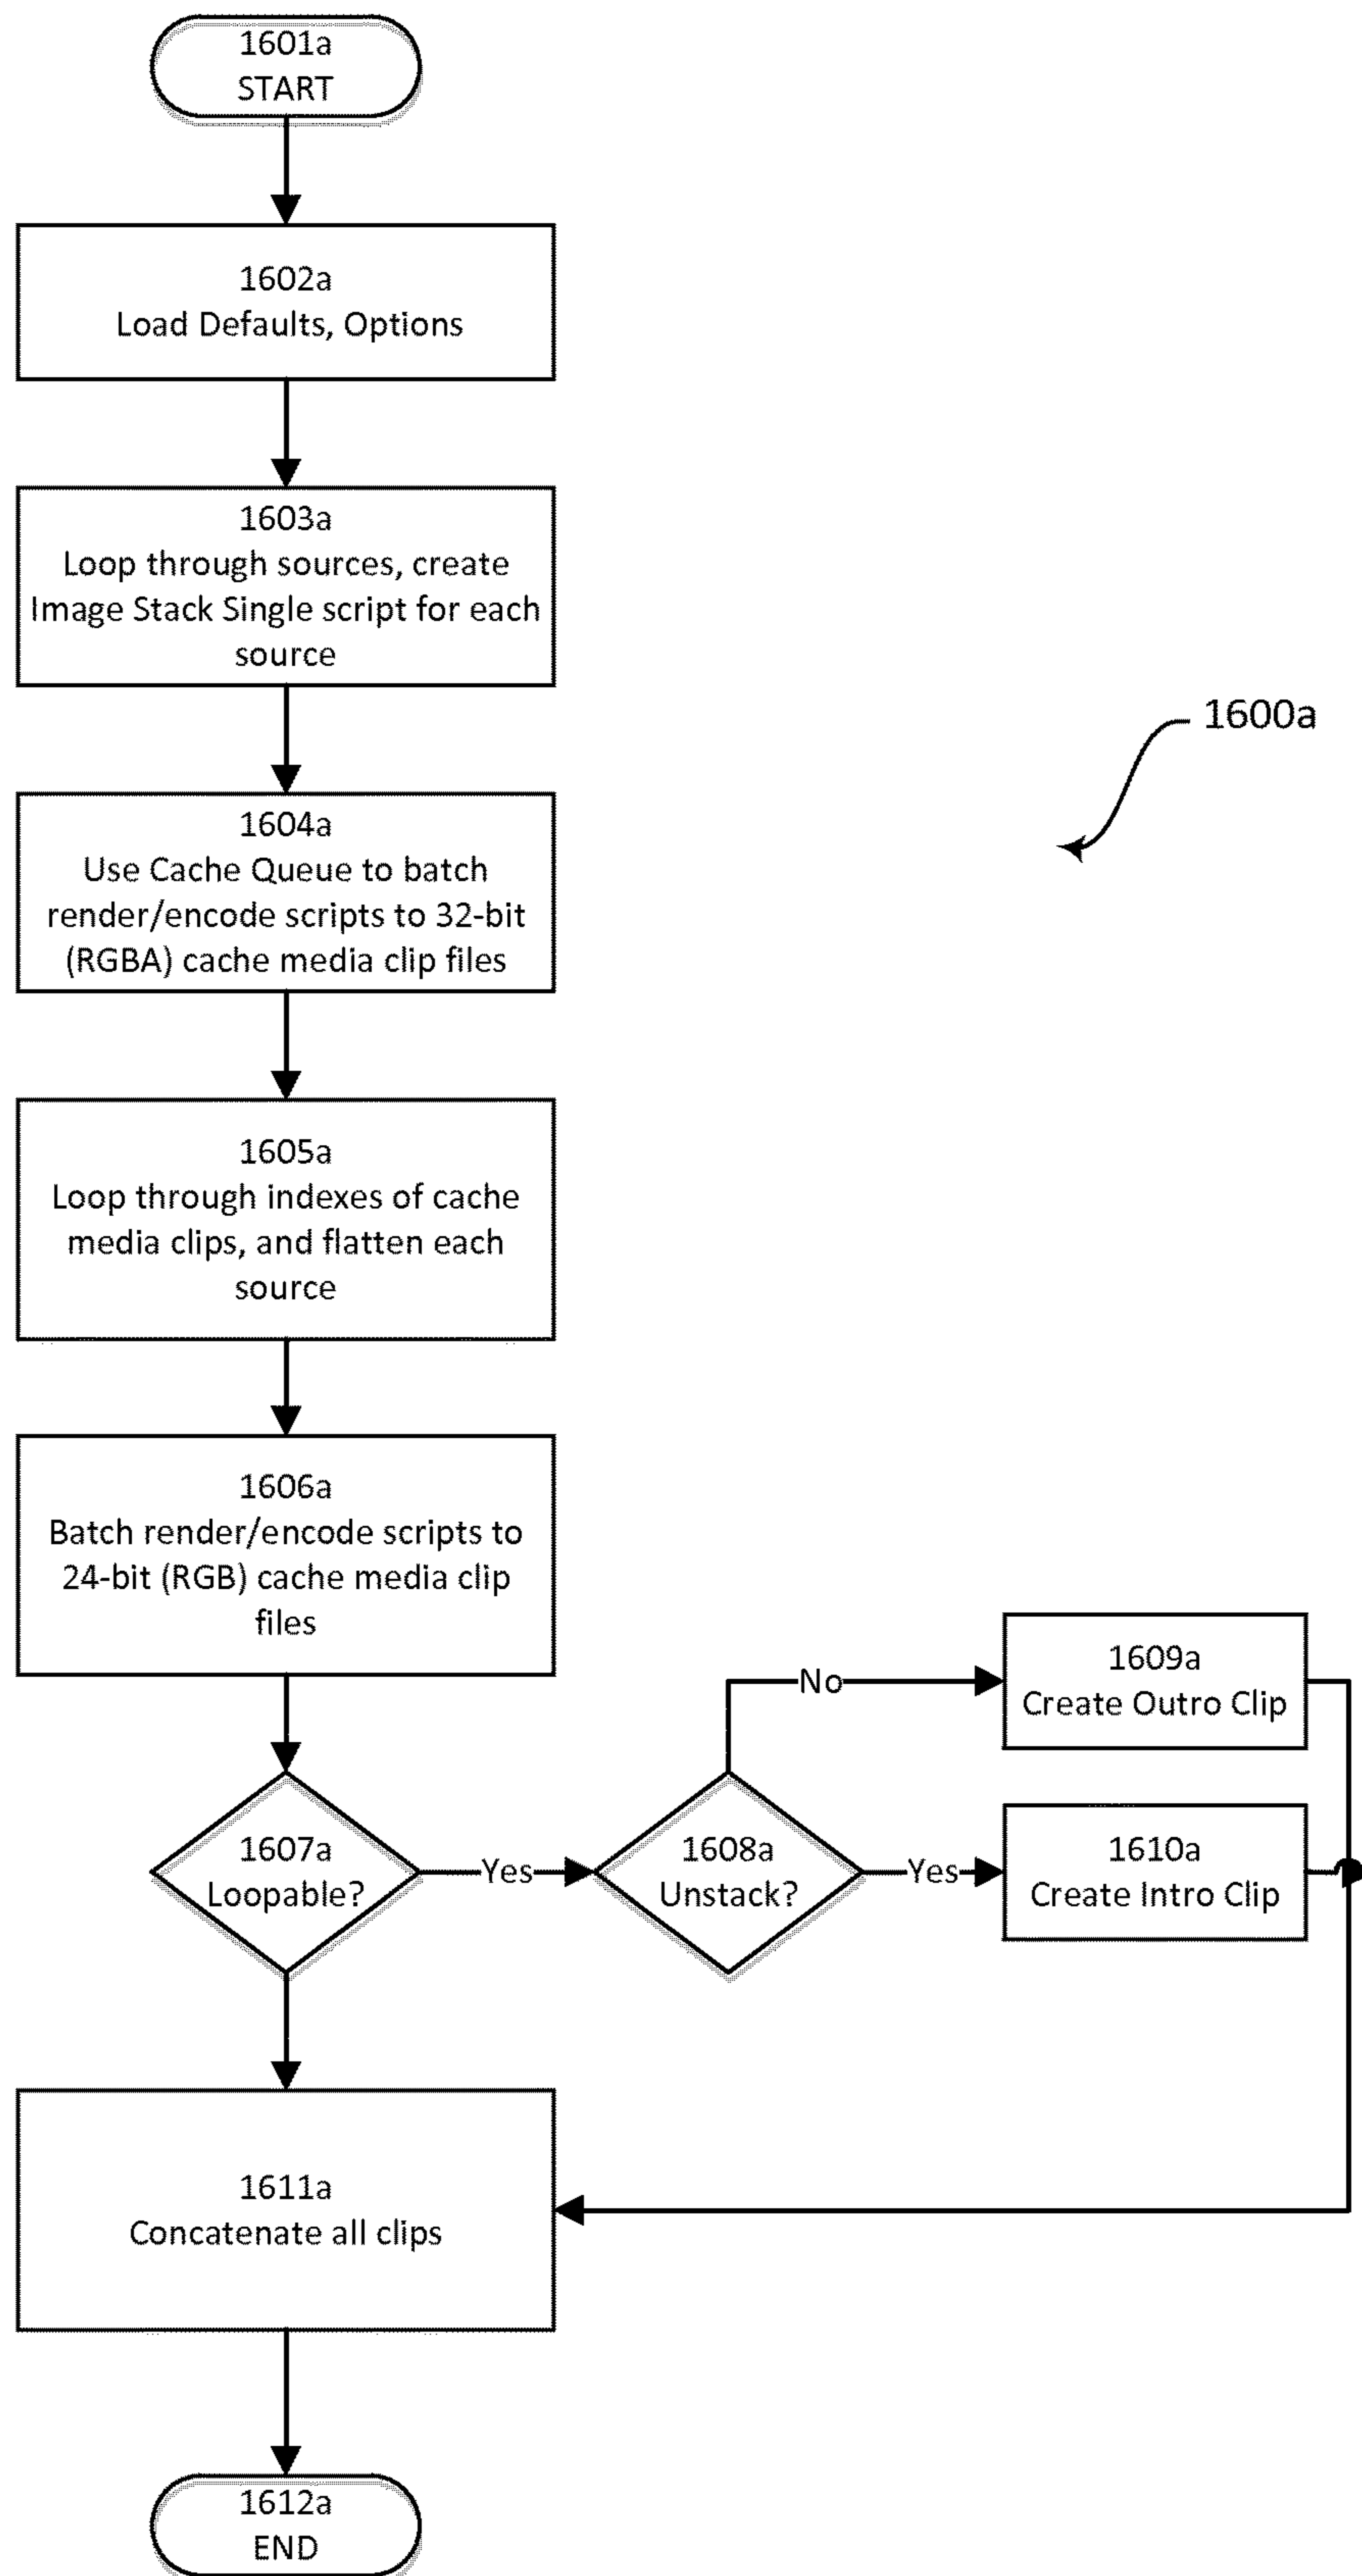 1601a
START
1602a
Load Defaults, Options
1603a
Loop through sources, create
Image Stack Single script for each
source
1600a
1604a
Use Cache Queue to batch
render/encode scripts to 32-bit
(RGBA) cache media clip files
1605a
Loop through indexes of cache
media clips, and flatten each
source
1606a
Batch render/encode scripts to
24-bit (RGB) cache media clip
files
1607a
Loopable?
Yes
1608a
Unstack?
No
1609a
Create Outro Clip
Yes
1610a
Create Intro Clip
1611a
Concatenate all clips
1612a
END